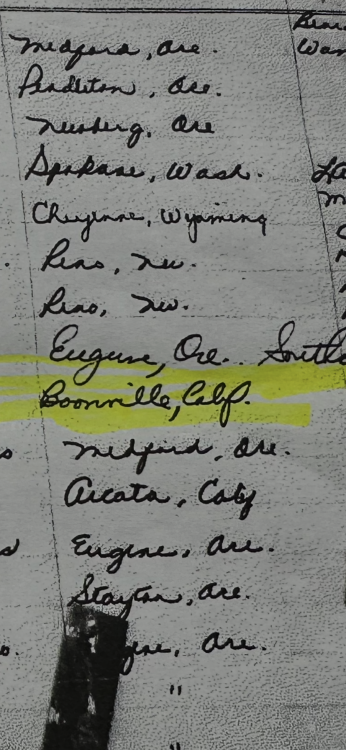 Medford, Ore.
Pendleton, Ore.
Newberg, Ore
Spokane, Wash.
Cheyenne, Wyoming
Reno, Nev.
Reno, Nev.
Eugene, Ore.
Boonville, Calif.
Medford, Ore.
Arcata, Calif
Eugene, Ore.
Stayton, Ore.
gene, Ore.
"
"